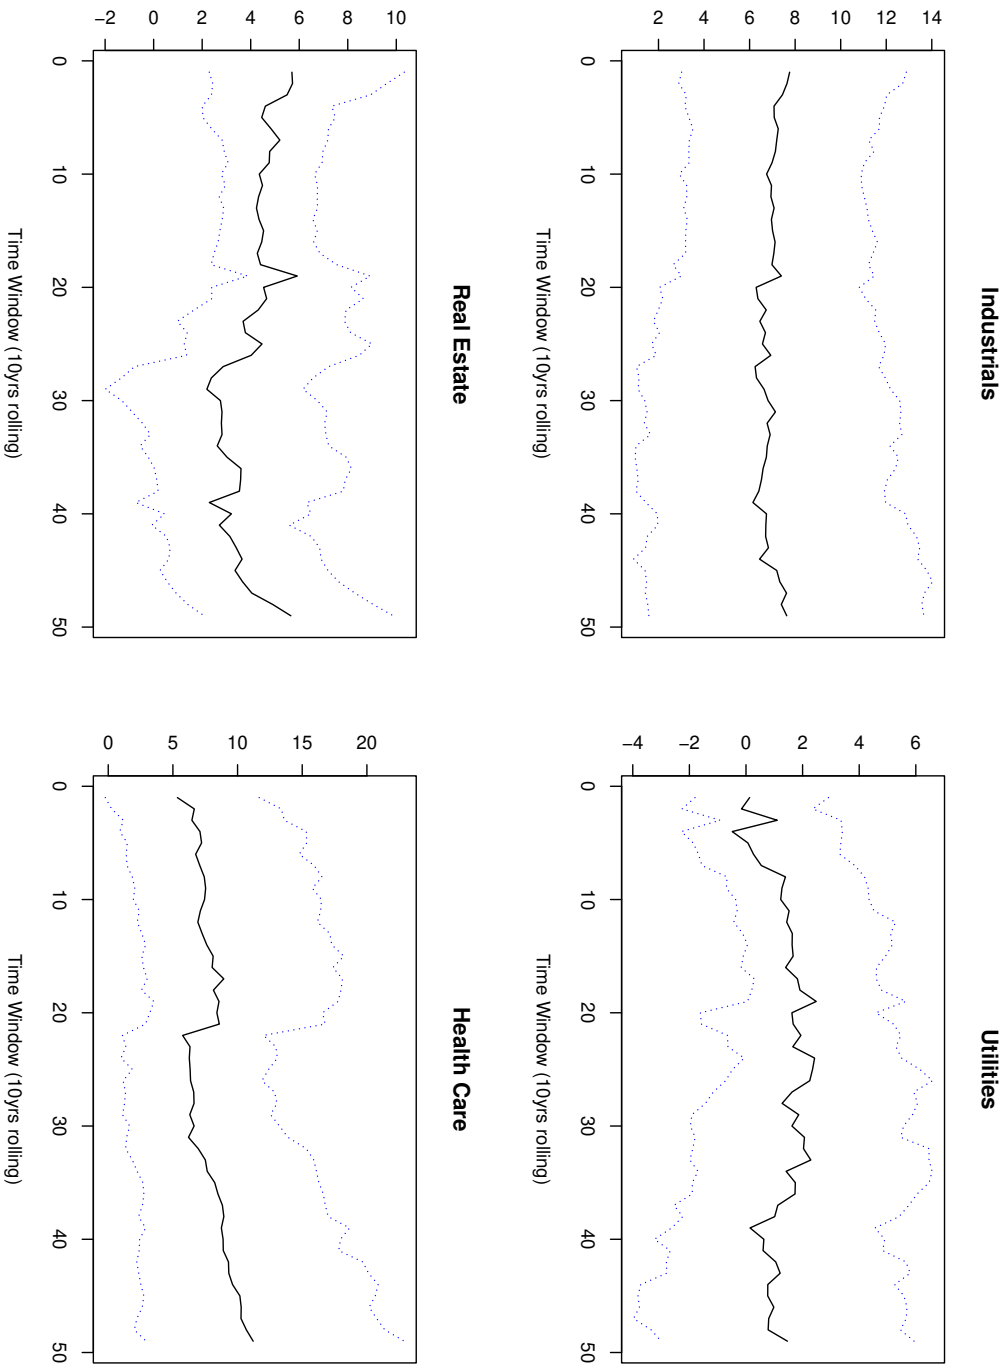 Industrials
2 4 6 8 10 12 14
0 10 20 30 40 50
Time Window (10yrs rolling)
Utilities
−4 −2 0 2 4 6
0 10 20 30 40 50
Time Window (10yrs rolling)
Real Estate
−2 0 2 4 6 8 10
0 10 20 30 40 50
Time Window (10yrs rolling)
Health Care
0 5 10 15 20
0 10 20 30 40 50
Time Window (10yrs rolling)